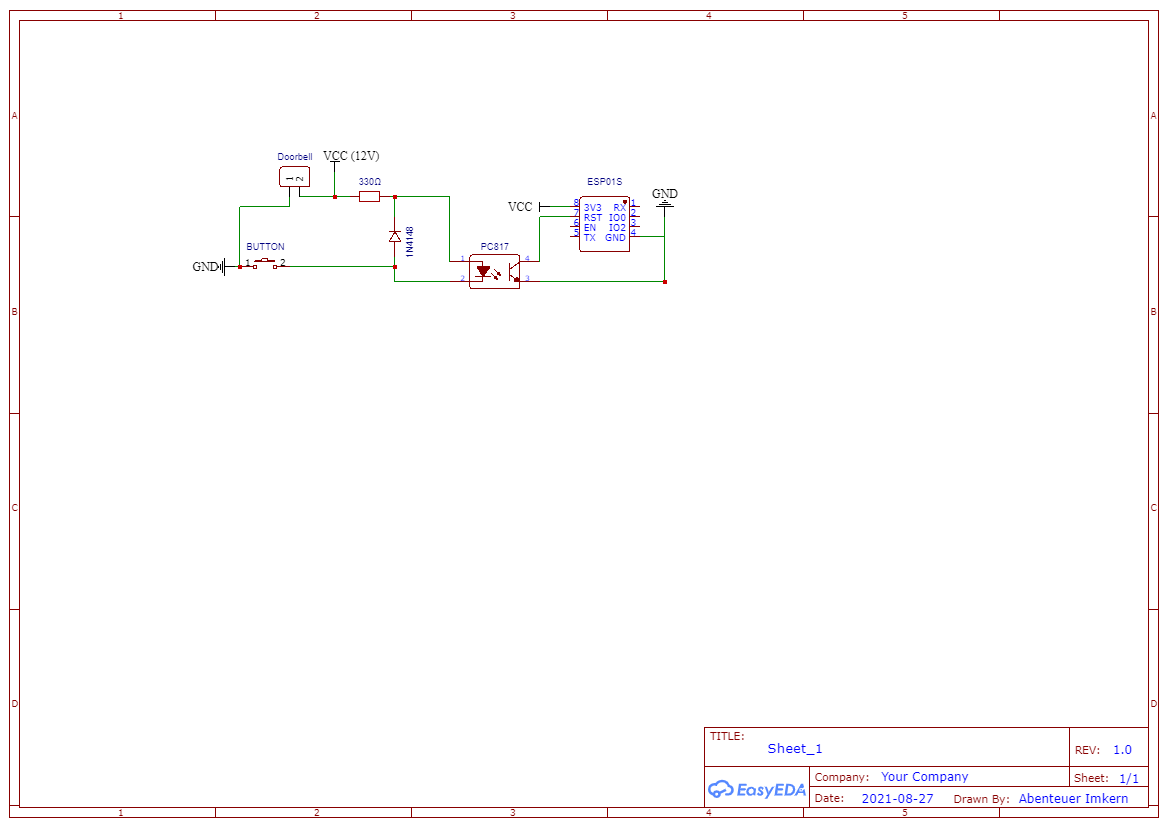 1 2 3 4 5
A A
Doorbell VCC (12V)
1 2
330Ω
ESP01S
GND
VCC
8 3V3 RX 1
7 RST IO0 2
6 EN IO2 3
5 TX GND 4
B B
1N4148
BUTTON
PC817
GND 1 2
1 4
2 3
C C
D D
TITLE:
Sheet_1
REV: 1.0
EasyEDA
Company: Your Company
Sheet: 1/1
Date: 2021-08-27 Drawn By: Abenteuer Imkern
1 2 3 4 5